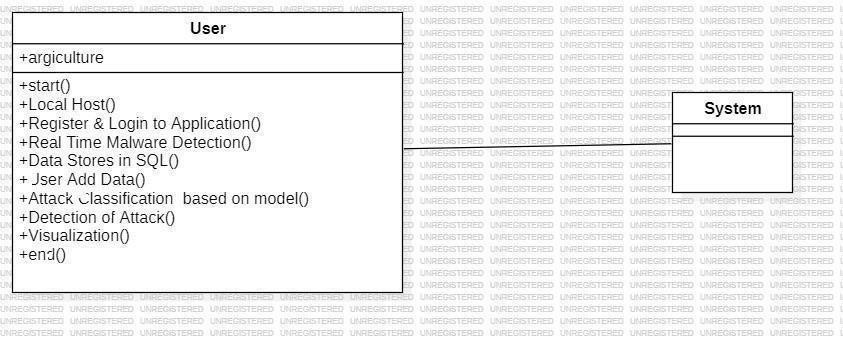 User
+argiculture
+start()
+Local Host()
+Register & Login to Application()
+Real Time Malware Detection()
+Data Stores in SQL()
+ User Add Data()
+Attack Classification  based on model()
+Detection of Attack()
+Visualization()
+end()
System
UNREGISTERED